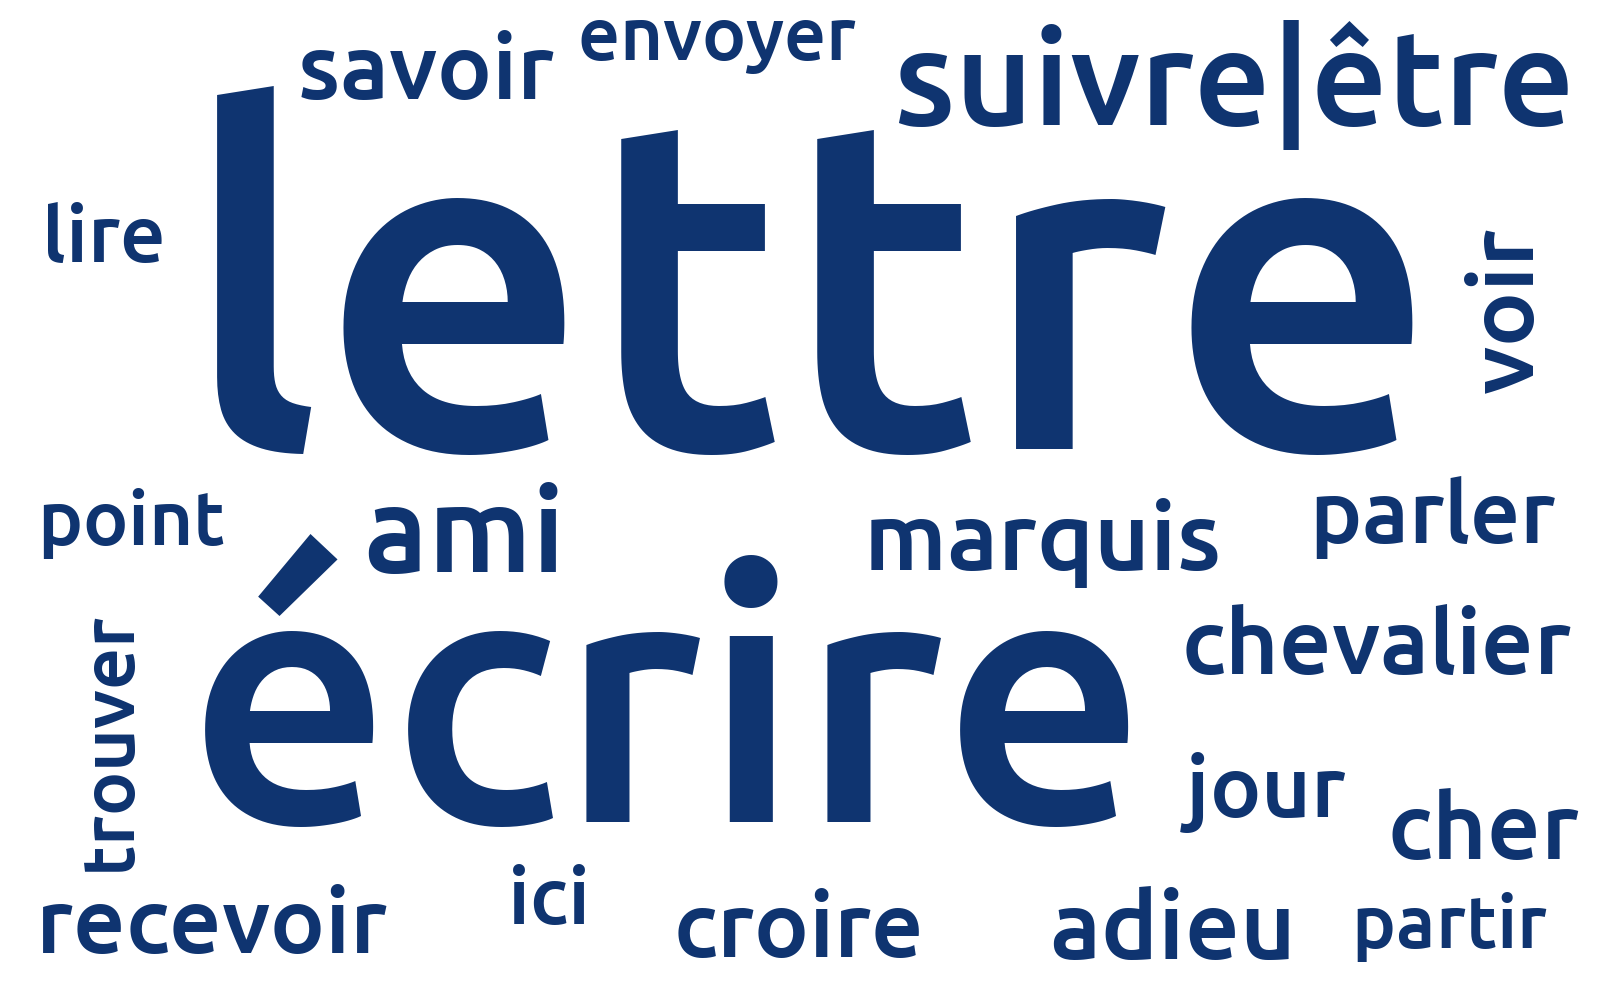 savoir
envoyer
suivre|être
lire
lettre
voir
point
ami
marquis
parler
trouver
écrire
chevalier
jour
cher
recevoir
ici
croire
adieu
partir